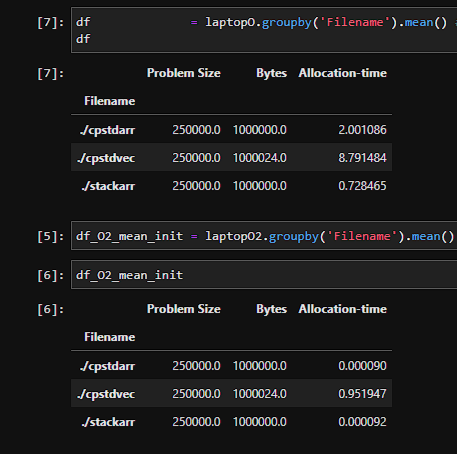 [7]: df = laptopO.groupby('Filename').mean() #
df
[7]: Problem Size Bytes Allocation-time
Filename
./cpstdarr 250000.0 1000000.0 2.001086
./cpstdvec 250000.0 1000024.0 8.791484
./stackarr 250000.0 1000000.0 0.728465
[5]: df_O2_mean_init = laptopO2.groupby('Filename').mean()
[6]: df_O2_mean_init
[6]: Problem Size Bytes Allocation-time
Filename
./cpstdarr 250000.0 1000000.0 0.000090
./cpstdvec 250000.0 1000024.0 0.951947
./stackarr 250000.0 1000000.0 0.000092